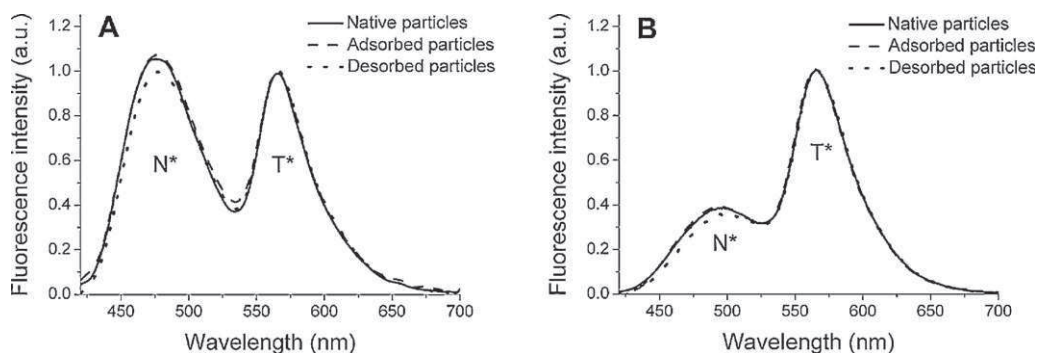 A
Native particles
Adsorbed particles
Desorbed particles
Fluorescence intensity (a.u.)
1.2
1.0
0.8
0.6
0.4
0.2
0.0
N*
T*
450 500 550 600 650 700
Wavelength (nm)
B
Native particles
Adsorbed particles
Desorbed particles
Fluorescence intensity (a.u.)
1.2
1.0
0.8
0.6
0.4
0.2
0.0
T*
N*
450 500 550 600 650 700
Wavelength (nm)